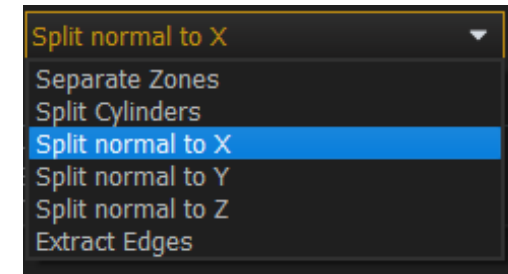 Split normal to X
Separate Zones
Split Cylinders
Split normal to X
Split normal to Y
Split normal to Z
Extract Edges